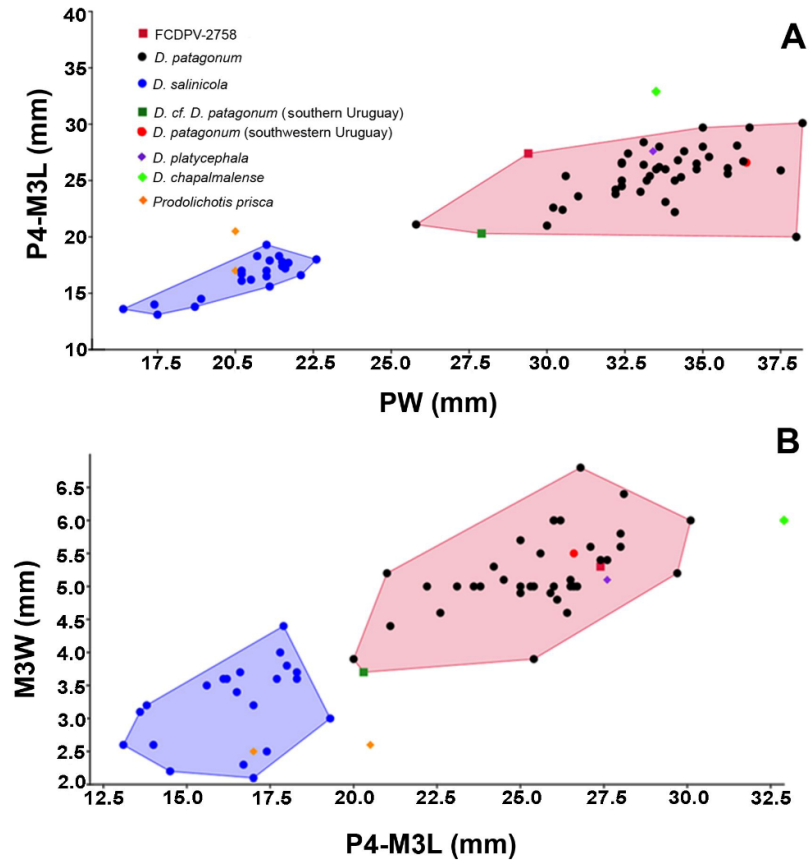 A
40
35
30
25
20
15
10
P4-M3L (mm)
FCDPV-2758
D. patagonum
D. salinicola
D. cf. D. patagonum (southern Uruguay)
D. patagonum (southwestern Uruguay)
D. platycephala
D. chapalmalense
Prodolichotis prisca
17.5 20.5 22.5 25.0 27.5 30.0 32.5 35.0 37.5
PW (mm)
B
6.5
6.0
5.5
5.0
4.5
4.0
3.5
3.0
2.5
2.0
M3W (mm)
12.5 15.0 17.5 20.0 22.5 25.0 27.5 30.0 32.5
P4-M3L (mm)